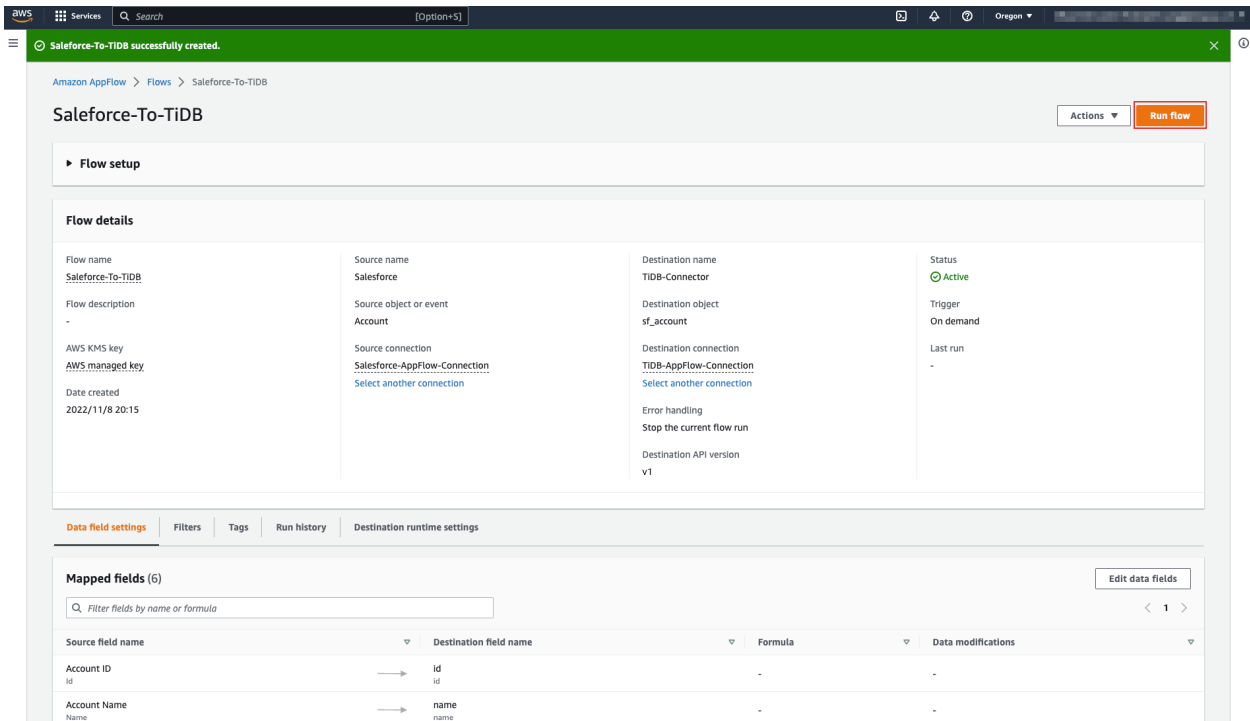 aws
Services
Search
[Option+S]
Oregon
Saleforce-To-TiDB successfully created.
Amazon AppFlow > Flows > Saleforce-To-TiDB
Saleforce-To-TiDB
Actions
Run flow
Flow setup
Flow details
Flow name
Saleforce-To-TiDB
Flow description
-
AWS KMS key
AWS managed key
Date created
2022/11/8 20:15
Source name
Salesforce
Source object or event
Account
Source connection
Salesforce-AppFlow-Connection
Select another connection
Destination name
TiDB-Connector
Destination object
sf_account
Destination connection
TiDB-AppFlow-Connection
Select another connection
Error handling
Stop the current flow run
Destination API version
v1
Status
Active
Trigger
On demand
Last run
-
Data field settings
Filters
Tags
Run history
Destination runtime settings
Mapped fields (6)
Edit data fields
Filter fields by name or formula
< 1 >
Source field name
Destination field name
Formula
Data modifications
Account ID
Id
id
id
-
-
Account Name
Name
name
name
-
-